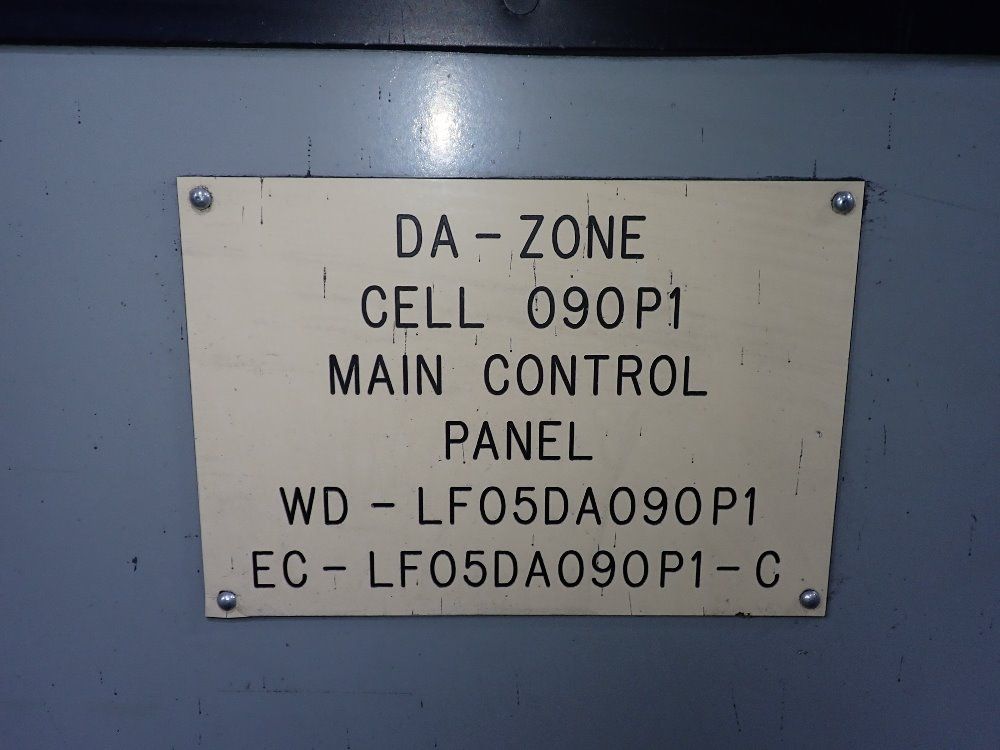 DA-ZONE
CELL 090P1
MAIN CONTROL
PANEL
WD-LF05DA090P1
EC-LF05DA090P1-C